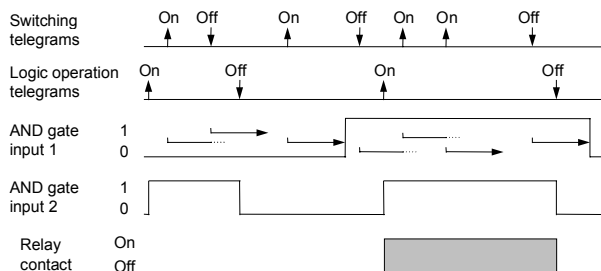 Switching telegrams On Off On Off On On Off
Logic operation telegrams On Off On Off
AND gate input 1 1 0
AND gate input 2 1 0
Relay contact On Off